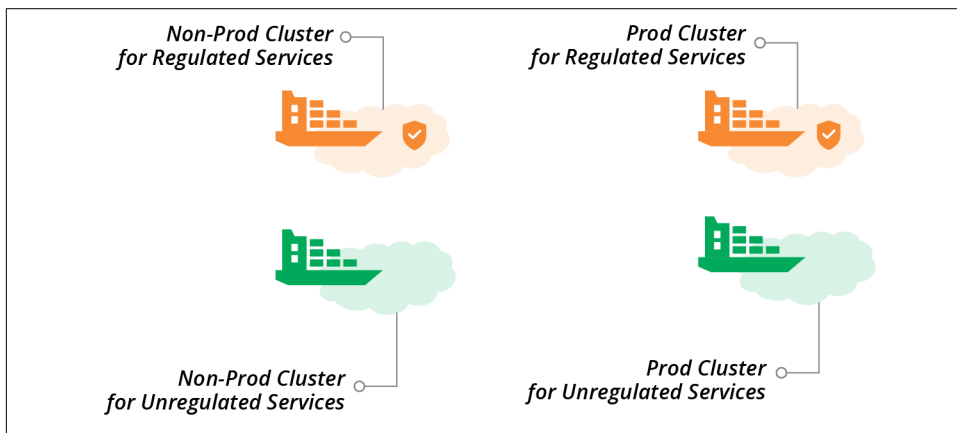 Non-Prod Cluster
for Regulated Services
Prod Cluster
for Regulated Services
Non-Prod Cluster
for Unregulated Services
Prod Cluster
for Unregulated Services